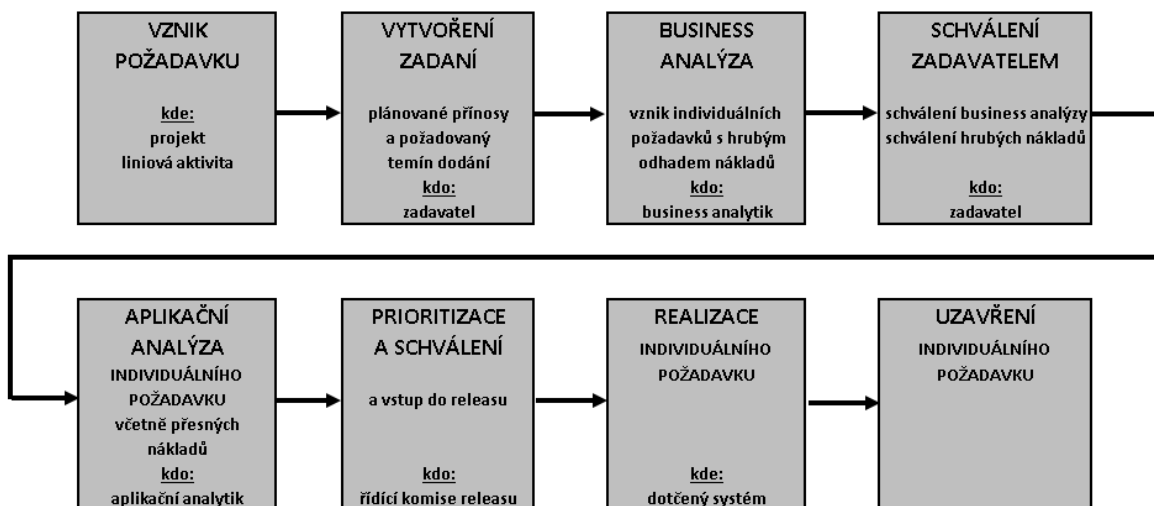 VZNIK
POŽADAVKU
kde:
projekt
liniová aktivita
VYTVOŘENÍ
ZADANÍ
plánované přínosy
a požadovaný
temín dodání
kdo:
zadavatel
BUSINESS
ANALÝZA
vznik individuálních
požadavků s hrubým
odhadem nákladů
kdo:
business analytik
SCHVÁLENÍ
ZADAVATELEM
schválení business analýzy
schválení hrubých nákladů
kdo:
zadavatel
APLIKAČNÍ
ANALÝZA
INDIVIDUÁLNÍHO
POŽADAVKU
včetně přesných
nákladů
kdo:
aplikační analytik
PRIORITIZACE
A SCHVÁLENÍ
a vstup do releasu
kdo:
řídící komise releasu
REALIZACE
INDIVIDUÁLNÍHO
POŽADAVKU
kde:
dotčený systém
UZAVŘENÍ
INDIVIDUÁLNÍHO
POŽADAVKU